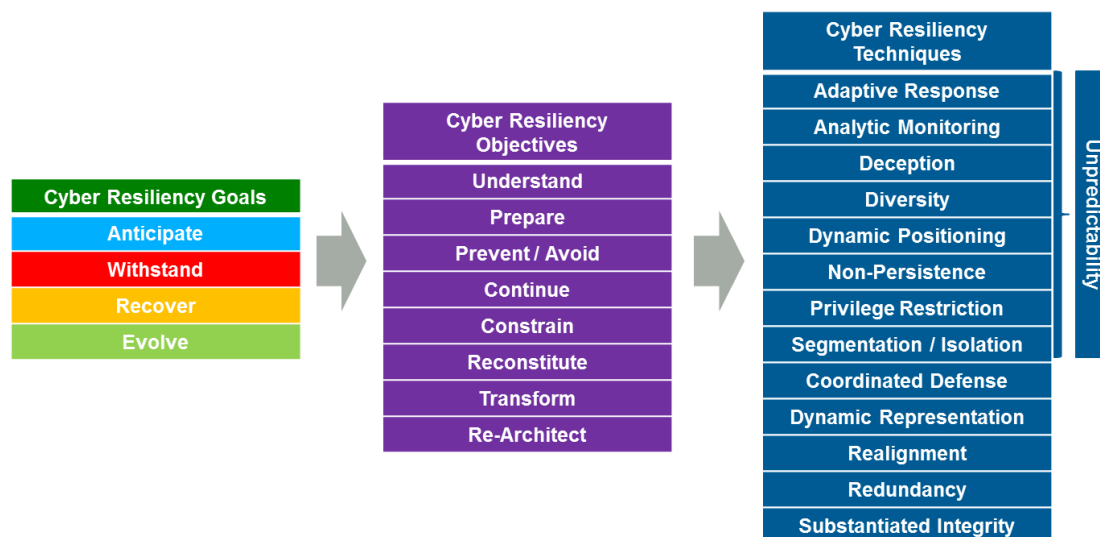 Cyber Resiliency Goals
Anticipate
Withstand
Recover
Evolve
Cyber Resiliency
Objectives
Understand
Prepare
Prevent / Avoid
Continue
Constrain
Reconstitute
Transform
Re-Architect
Cyber Resiliency
Techniques
Adaptive Response
Analytic Monitoring
Deception
Diversity
Dynamic Positioning
Non-Persistence
Privilege Restriction
Segmentation / Isolation
Coordinated Defense
Dynamic Representation
Realignment
Redundancy
Substantiated Integrity
Unpredictability